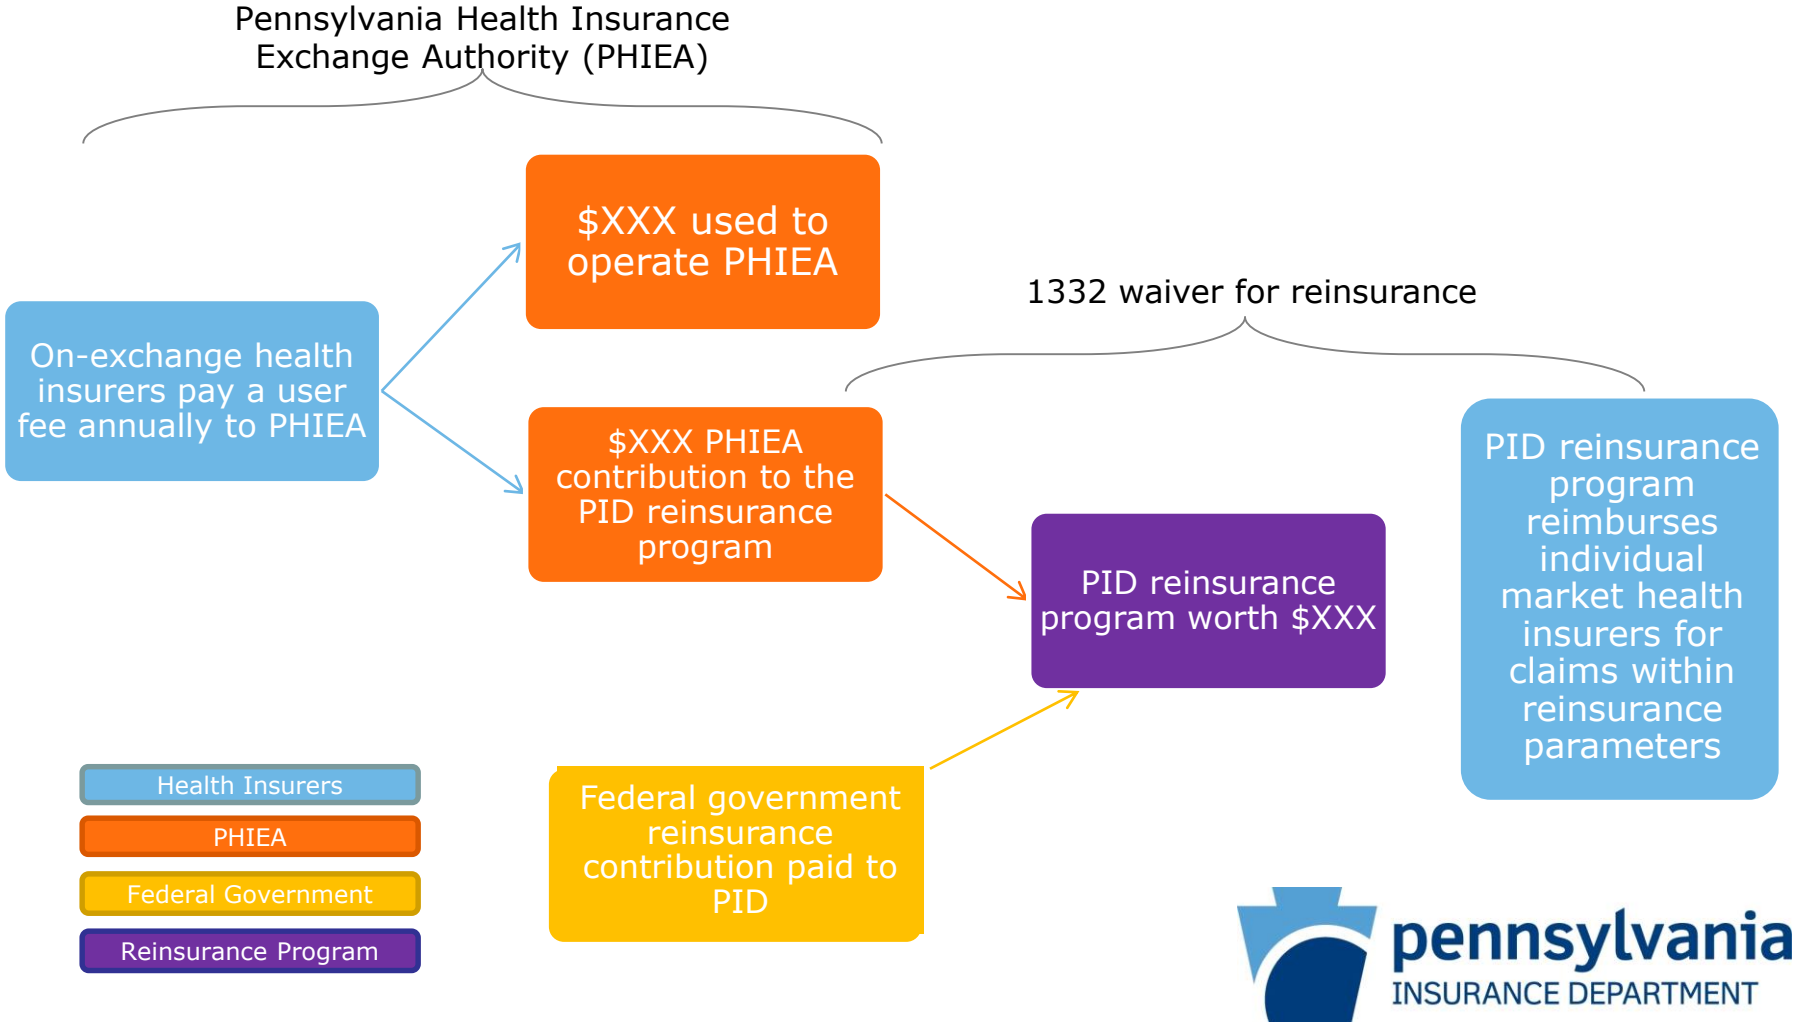 Pennsylvania Health Insurance
Exchange Authority (PHIEA)
$XXX used to
operate PHIEA
1332 waiver for reinsurance
On-exchange health
insurers pay a user
fee annually to PHIEA
$XXX PHIEA
contribution to the
PID reinsurance
program
PID reinsurance
program worth $XXX
PID reinsurance
program
reimburses
individual
market health
insurers for
claims within
reinsurance
parameters
Federal government
reinsurance
contribution paid to
PID
Health Insurers
PHIEA
Federal Government
Reinsurance Program
pennsylvania
INSURANCE DEPARTMENT